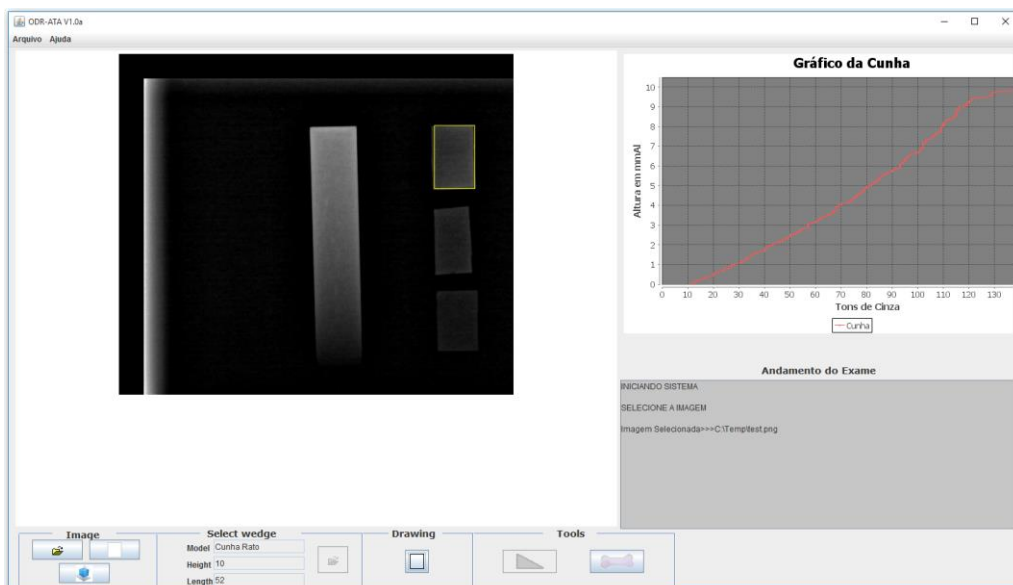 ODR-ATA V1.0a
Arquivo Ajuda
Gráfico da Cunha
Altura em mmAl
10
9
8
7
6
5
4
3
2
1
0
0 10 20 30 40 50 60 70 80 90 100 110 120 130
Tons de Cinza
Cunha
Andamento do Exame
INICIANDO SISTEMA
SELECIONE A IMAGEM
Imagem Selecionada>>>C:\Temp\test.png
Image
Select wedge
Model Cunha Rato
Height 10
Length 52
Drawing
Tools